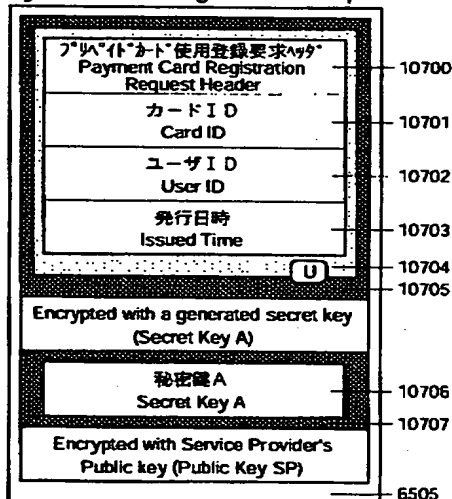 ﾌﾟﾘﾍﾟｲﾄﾞｶｰﾄﾞ使用登録要求ﾍｯﾀﾞ
Payment Card Registration
Request Header
10700
カードID
Card ID
10701
ユーザID
User ID
10702
発行日時
Issued Time
10703
U
10704
10705
Encrypted with a generated secret key
(Secret Key A)
秘密鍵A
Secret Key A
10706
10707
Encrypted with Service Provider's
Public key (Public Key SP)
6505